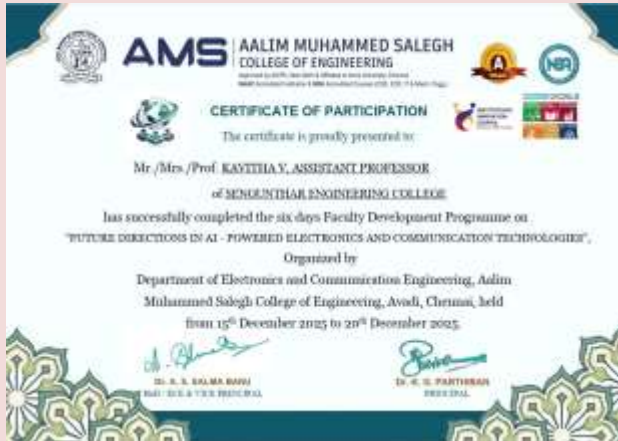 AMS AALIM MUHAMMED SALEGH
COLLEGE OF ENGINEERING
CERTIFICATE OF PARTICIPATION
The certificate is proudly presented to:
Mr./Mrs./Prof. KAVITHA V, ASSISTANT PROFESSOR
of SENGUNTHAR ENGINEERING COLLEGE
has successfully completed the six days Faculty Development Programme on
"FUTURE DIRECTIONS IN AI - POWERED ELECTRONICS AND COMMUNICATION TECHNOLOGIES",
Organized by
Department of Electronics and Communication Engineering, Aalim
Muhammed Salegh College of Engineering, Avadi, Chennai, held
from 15th December 2025 to 20th December 2025.
Dr. A. S. SALMA BANU
HoD / ECE & VICE PRINCIPAL
Dr. K. G. PARTHIBAN
PRINCIPAL